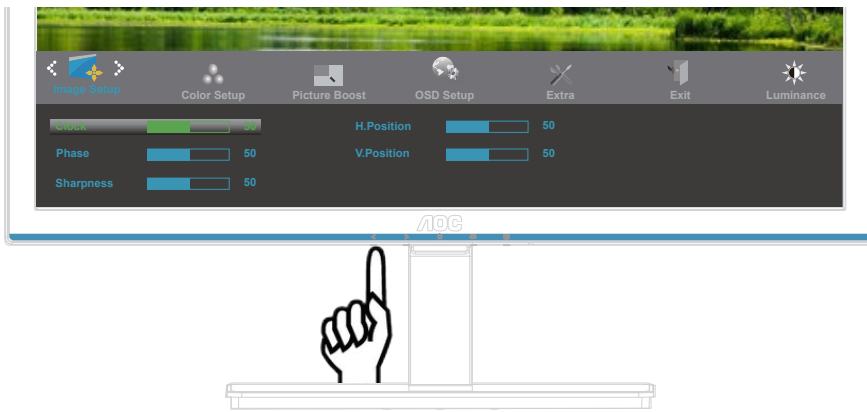 Image Setup Color Setup Picture Boost OSD Setup Extra Exit Luminance
Clock 50 H.Position 50
Phase 50 V.Position 50
Sharpness 50
AOC